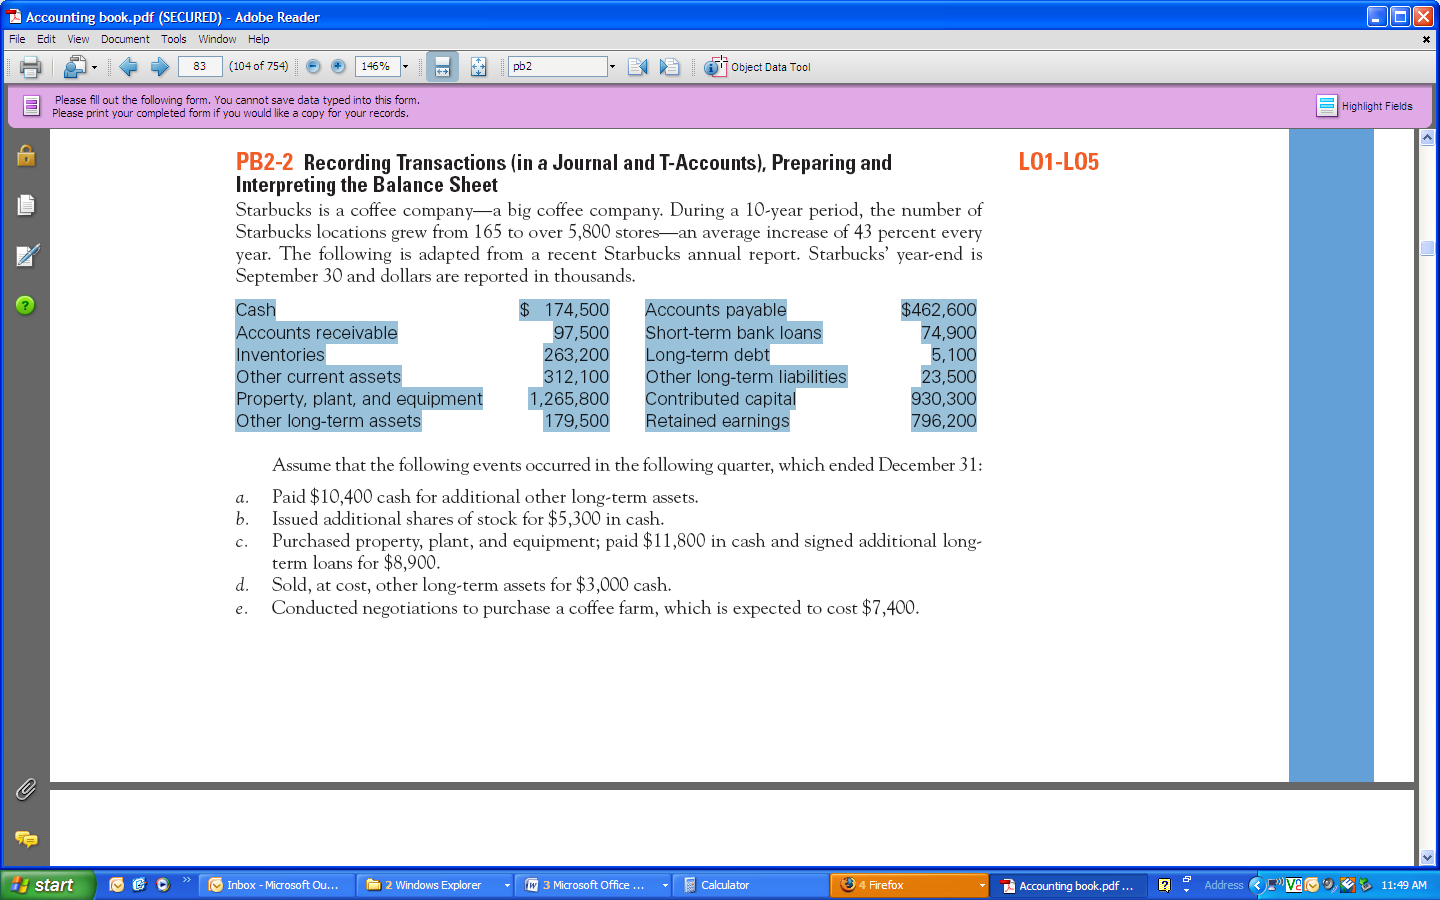 Accounting book.pdf (SECURED) - Adobe Reader
File Edit View Document Tools Window Help
83 (104 of 754) 146% pb2 Object Data Tool
Please fill out the following form. You cannot save data typed into this form.
Please print your completed form if you would like a copy for your records.
Highlight Fields
PB2-2 Recording Transactions (in a Journal and T-Accounts), Preparing and LO1-LO5
Interpreting the Balance Sheet
Starbucks is a coffee company—a big coffee company. During a 10-year period, the number of
Starbucks locations grew from 165 to over 5,800 stores—an average increase of 43 percent every
year. The following is adapted from a recent Starbucks annual report. Starbucks' year-end is
September 30 and dollars are reported in thousands.
Cash $ 174,500 Accounts payable $462,600
Accounts receivable 97,500 Short-term bank loans 74,900
Inventories 263,200 Long-term debt 5,100
Other current assets 312,100 Other long-term liabilities 23,500
Property, plant, and equipment 1,265,800 Contributed capital 930,300
Other long-term assets 179,500 Retained earnings 796,200
Assume that the following events occurred in the following quarter, which ended December 31:
a. Paid $10,400 cash for additional other long-term assets.
b. Issued additional shares of stock for $5,300 in cash.
c. Purchased property, plant, and equipment; paid $11,800 in cash and signed additional long-
term loans for $8,900.
d. Sold, at cost, other long-term assets for $3,000 cash.
e. Conducted negotiations to purchase a coffee farm, which is expected to cost $7,400.
start Inbox - Microsoft Ou... 2 Windows Explorer 3 Microsoft Office ... Calculator 4 Firefox Accounting book.pdf ... Address 11:49 AM